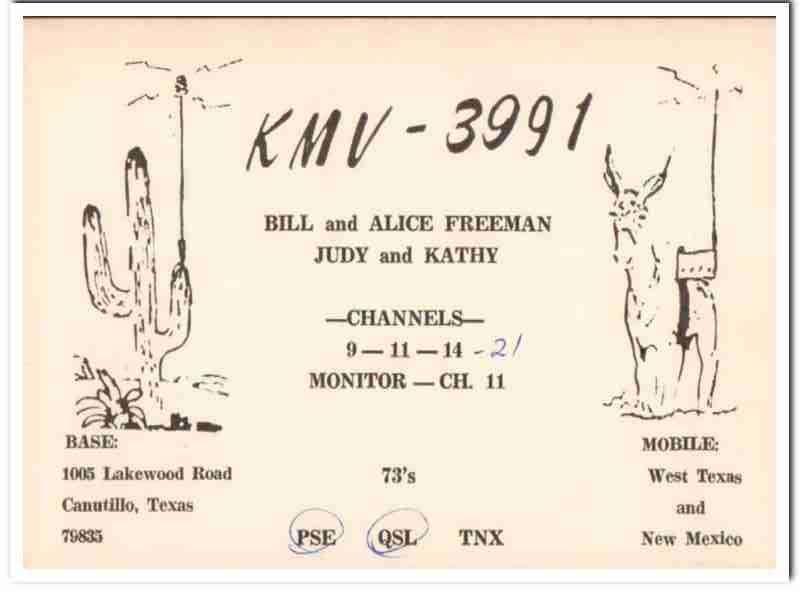 KMV - 3991
BILL and ALICE FREEMAN
JUDY and KATHY
—CHANNELS—
9 — 11 — 14 - 21
MONITOR — CH. 11
BASE:
1005 Lakewood Road
Canutillo, Texas
79835
73's
PSE QSL TNX
MOBILE:
West Texas
and
New Mexico